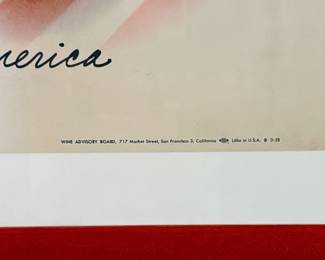 merica
WINE ADVISORY BOARD, 717 Market Street, San Francisco 3, California Litho in U.S.A.